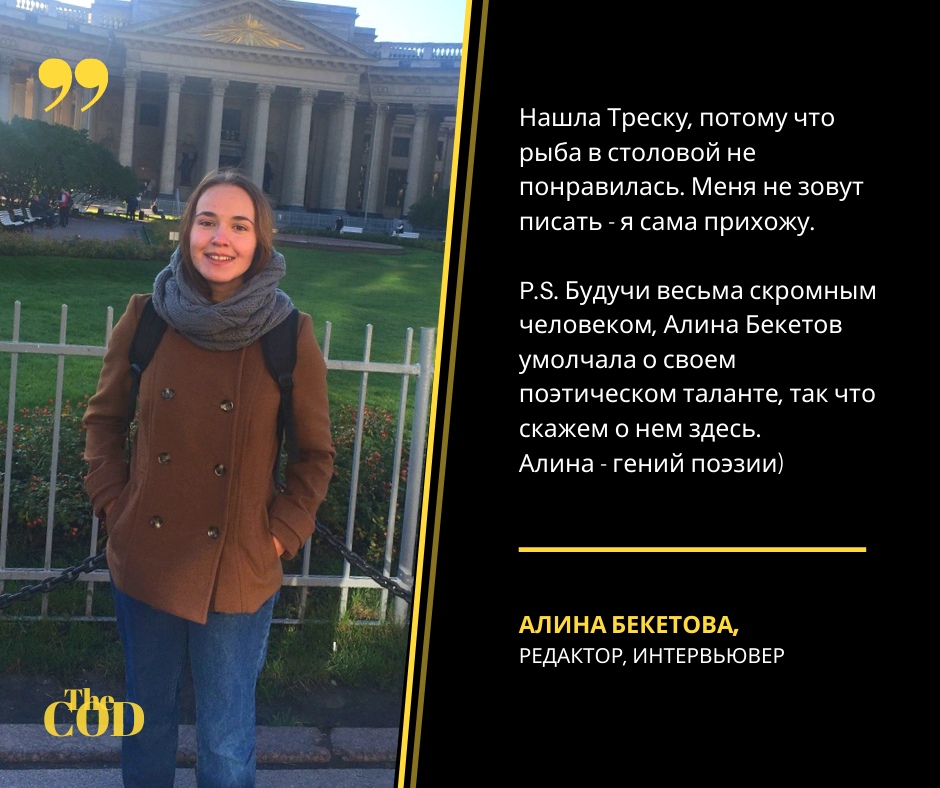 Нашла Треску, потому что
рыба в столовой не
понравилась. Меня не зовут
писать - я сама прихожу.
P.S. Будучи весьма скромным
человеком, Алина Бекетов
умолчала о своем
поэтическом таланте, так что
скажем о нем здесь.
Алина - гений поэзии)
АЛИНА БЕКЕТОВА,
РЕДАКТОР, ИНТЕРВЬЮВЕР
The
COD